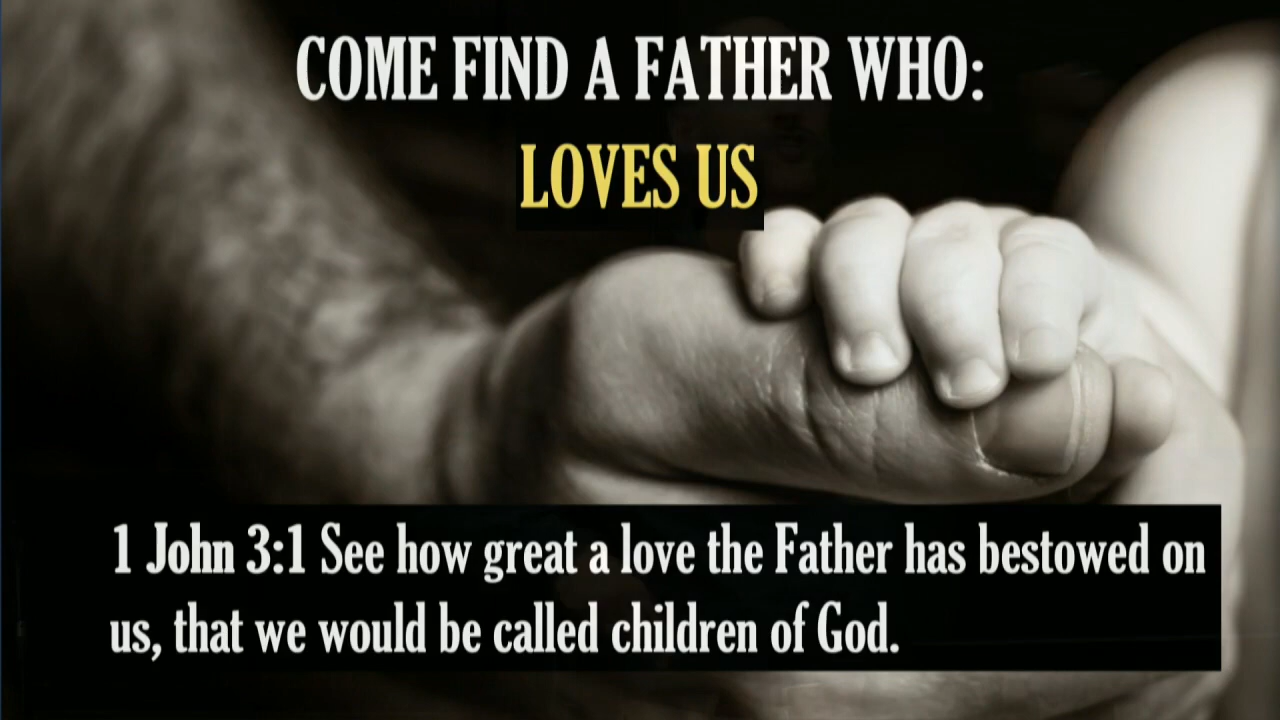 COME FIND A FATHER WHO:
LOVES US
1 John 3:1 See how great a love the Father has bestowed on
us, that we would be called children of God.